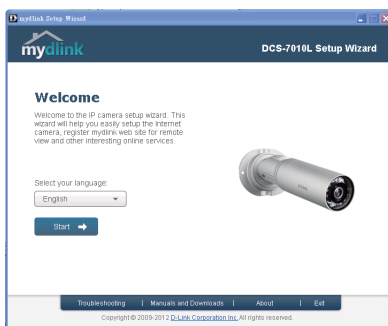 mydlink Setup Wizard
mydlink
DCS-7010L Setup Wizard
Welcome
Welcome to the IP camera setup wizard. This
wizard will help you easily setup the Internet
camera, register mydlink web site for remote
view and other interesting online services.
Select your language:
English
Start
Troubleshooting | Manuals and Downloads | About | Exit
Copyright © 2009-2012 D-Link Corporation Inc. All rights reserved.